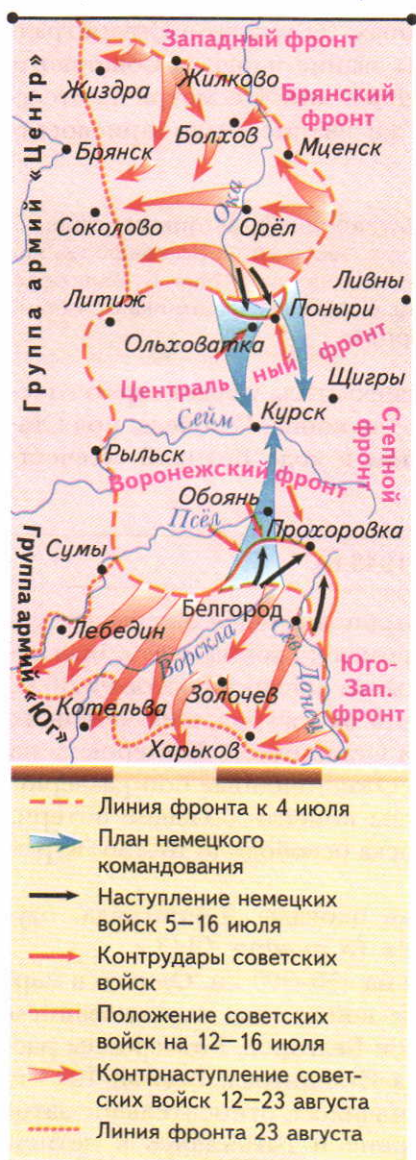 Западный фронт
Жиздра
Жилково
Брянский
фронт
Болхов
Брянск
Мценск
Группа армий «Центр»
Ока
Соколово
Орёл
Ливны
Литиж
Поныри
Ольховатка
Централь ный фронт
Щигры
Сейм
Курск
Степной
фронт
Рыльск
Воронежский фронт
Обоянь
Псёл
Прохоровка
Сумы
Группа армий «Юг»
Белгород
Лебедин
Ворскла
Сев. Донец
Юго-
Зап.
фронт
Золочев
Котельва
Харьков
Линия фронта к 4 июля
План немецкого
командования
Наступление немецких
войск 5–16 июля
Контрудары советских
войск
Положение советских
войск на 12–16 июля
Контрнаступление совет-
ских войск 12–23 августа
Линия фронта 23 августа